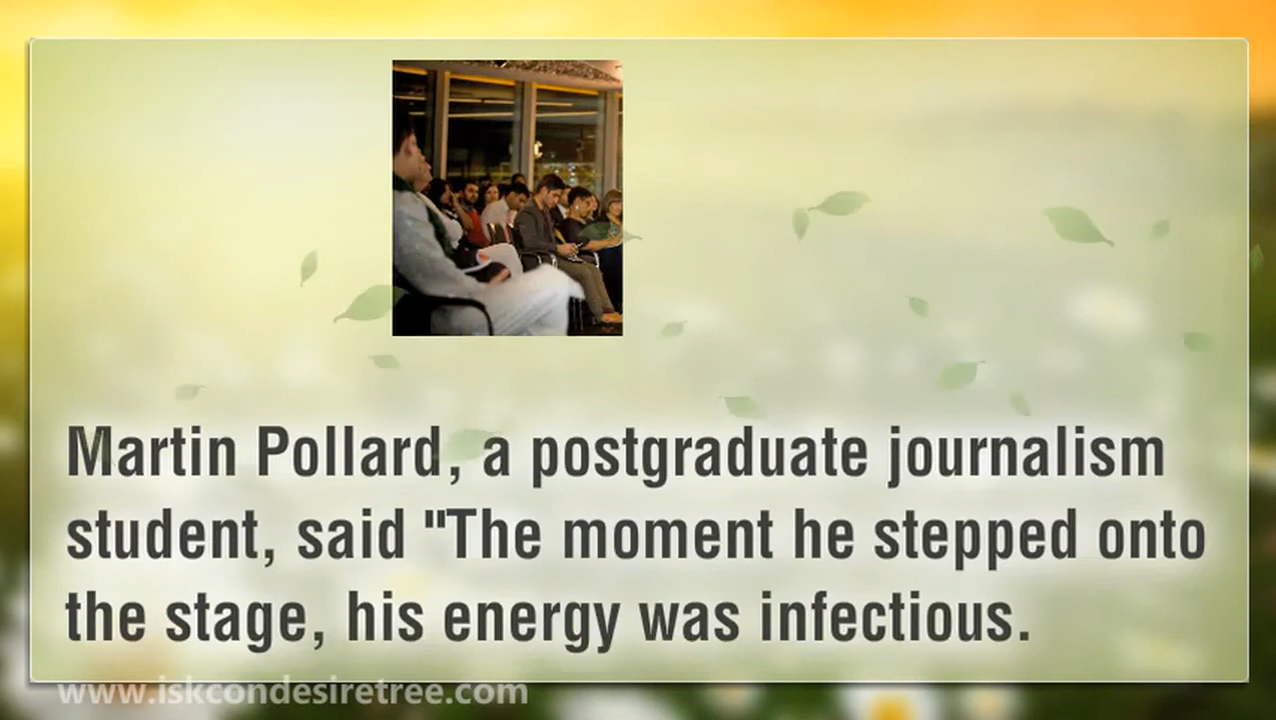 Martin Pollard, a postgraduate journalism
student, said "The moment he stepped onto
the stage, his energy was infectious.
www.iskcondesiretree.com